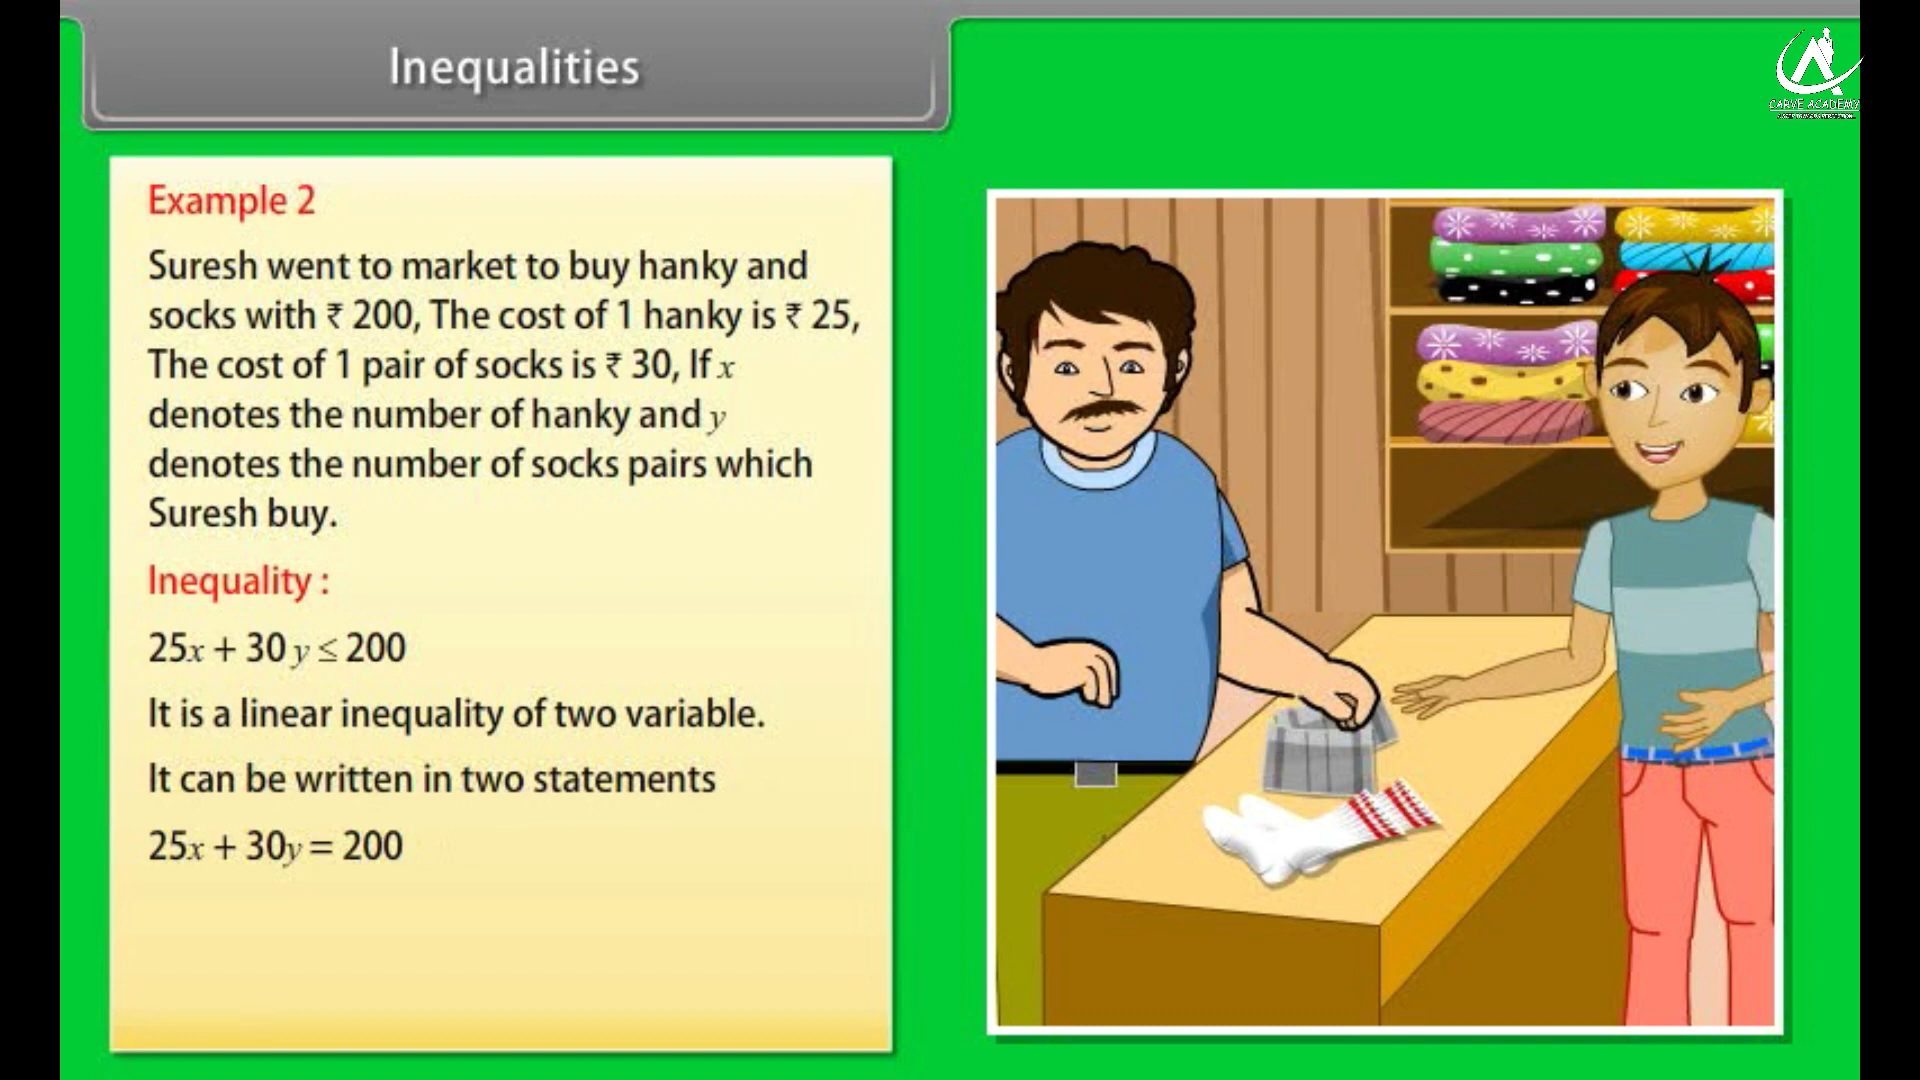 Inequalities
CARVE ACADEMY
Example 2
Suresh went to market to buy hanky and
socks with ₹ 200, The cost of 1 hanky is ₹ 25,
The cost of 1 pair of socks is ₹ 30, If x
denotes the number of hanky and y
denotes the number of socks pairs which
Suresh buy.
Inequality :
25x + 30 y ≤ 200
It is a linear inequality of two variable.
It can be written in two statements
25x + 30y = 200